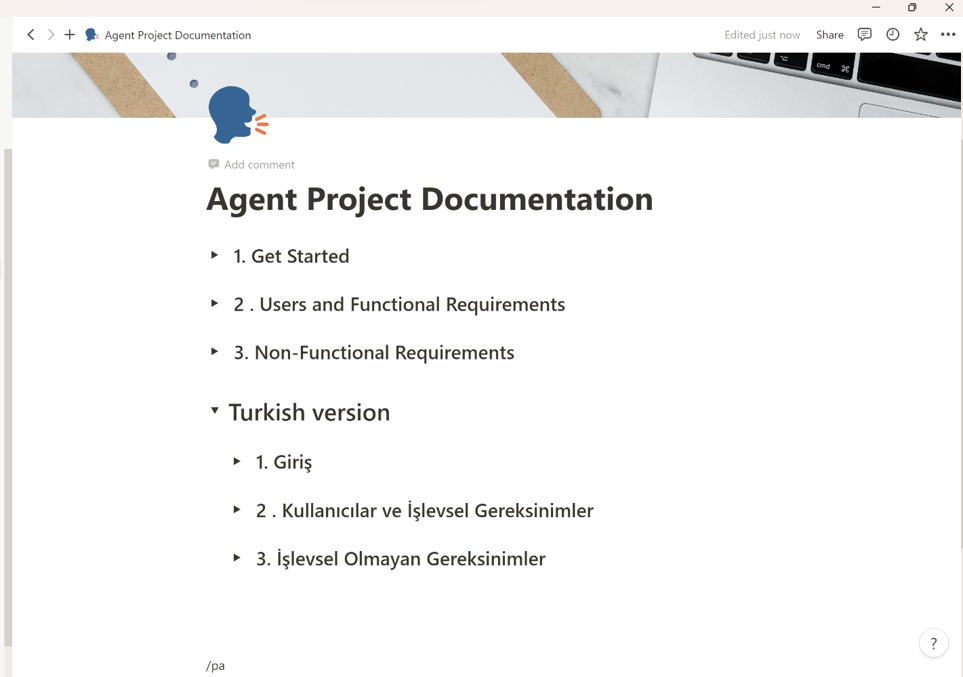 Agent Project Documentation
Edited just now
Share
cmd ⌘
Add comment
Agent Project Documentation
1. Get Started
2 . Users and Functional Requirements
3. Non-Functional Requirements
Turkish version
1. Giriş
2 . Kullanıcılar ve İşlevsel Gereksinimler
3. İşlevsel Olmayan Gereksinimler
?
/pa